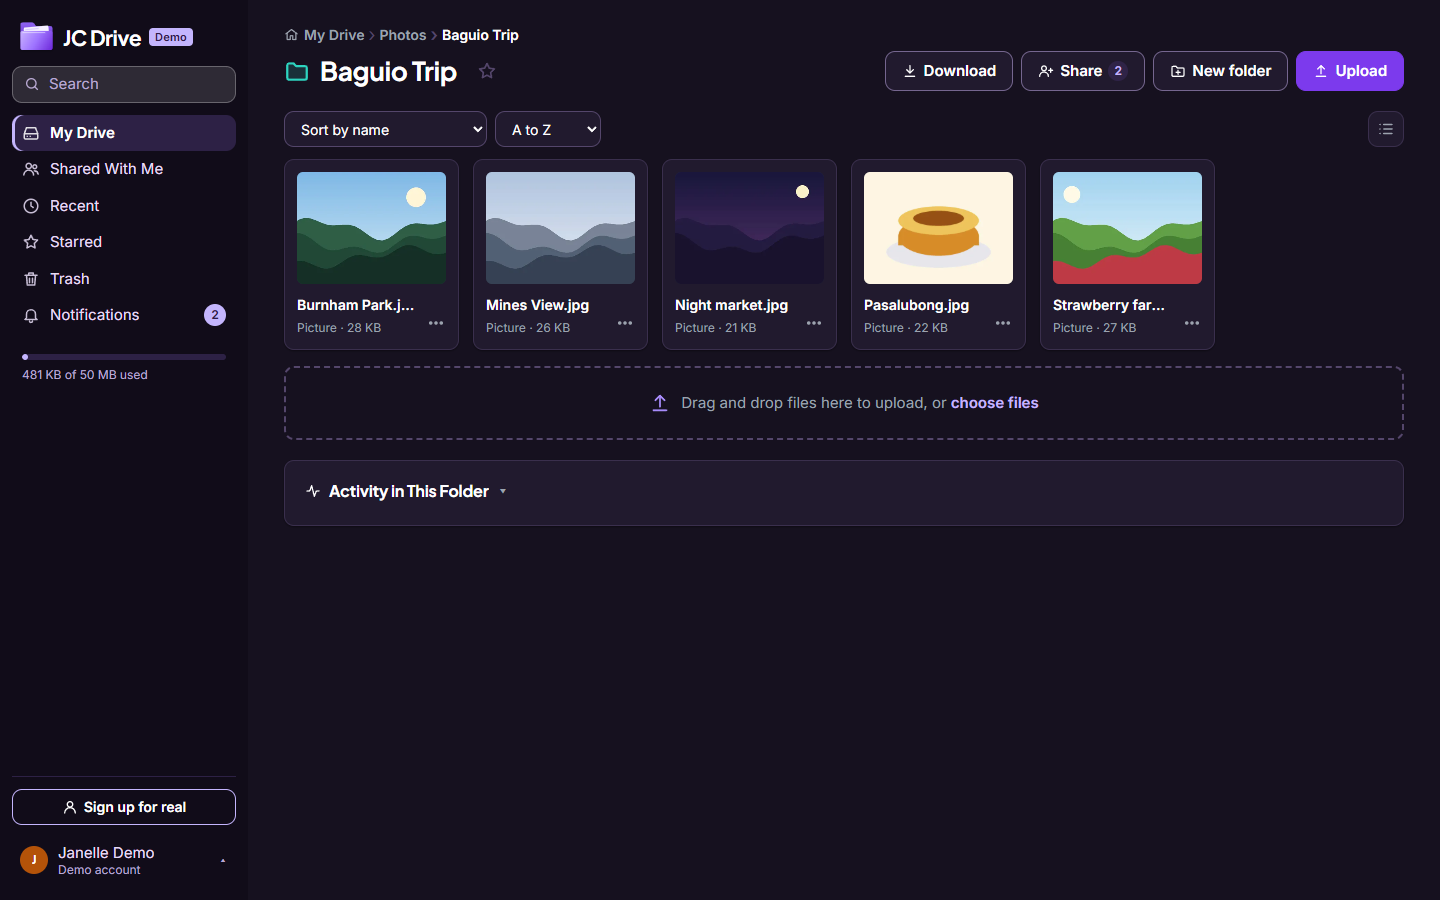 JC Drive Demo
Search
My Drive
Shared With Me
Recent
Starred
Trash
Notifications 2
481 KB of 50 MB used
Sign up for real
J
Janelle Demo
Demo account
My Drive > Photos > Baguio Trip
Baguio Trip
Download
Share 2
New folder
Upload
Sort by name
A to Z
Burnham Park.j...
Picture · 28 KB
Mines View.jpg
Picture · 26 KB
Night market.jpg
Picture · 21 KB
Pasalubong.jpg
Picture · 22 KB
Strawberry far...
Picture · 27 KB
Drag and drop files here to upload, or choose files
Activity in This Folder